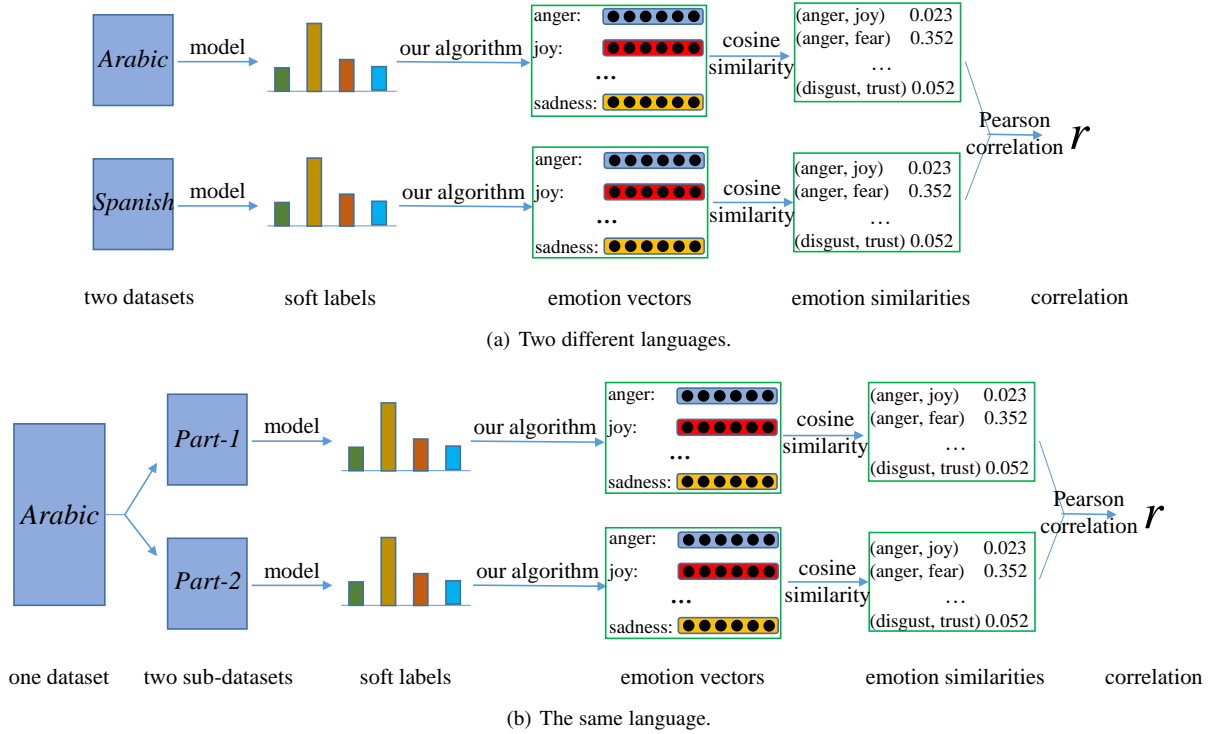 Arabic
model
our algorithm
anger:
joy:
...
sadness:
cosine
similarity
(anger, joy) 0.023
(anger, fear) 0.352
...
(disgust, trust) 0.052
Spanish
model
our algorithm
anger:
joy:
...
sadness:
cosine
similarity
(anger, joy) 0.023
(anger, fear) 0.352
...
(disgust, trust) 0.052
Pearson
correlation
r
two datasets soft labels emotion vectors emotion similarities correlation
(a) Two different languages.
Arabic
Part-1
model
our algorithm
anger:
joy:
...
sadness:
cosine
similarity
(anger, joy) 0.023
(anger, fear) 0.352
...
(disgust, trust) 0.052
Part-2
model
our algorithm
anger:
joy:
...
sadness:
cosine
similarity
(anger, joy) 0.023
(anger, fear) 0.352
...
(disgust, trust) 0.052
Pearson
correlation
r
one dataset two sub-datasets soft labels emotion vectors emotion similarities correlation
(b) The same language.